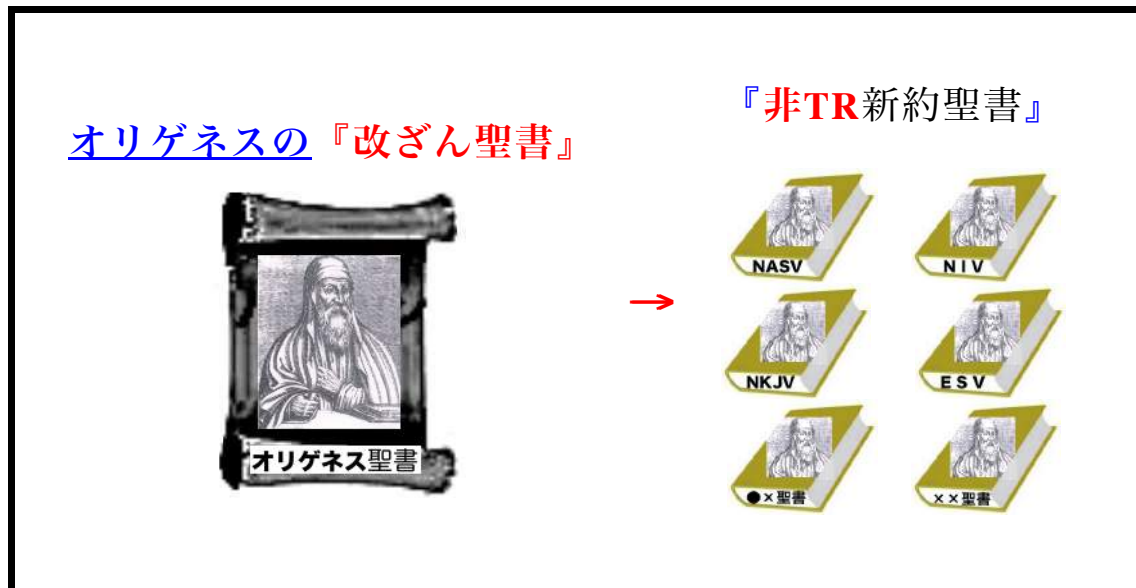 オリゲネスの『改ざん聖書』
オリゲネス聖書
→
『非TR新約聖書』
NASV
NIV
NKJV
ESV
●×聖書
××聖書